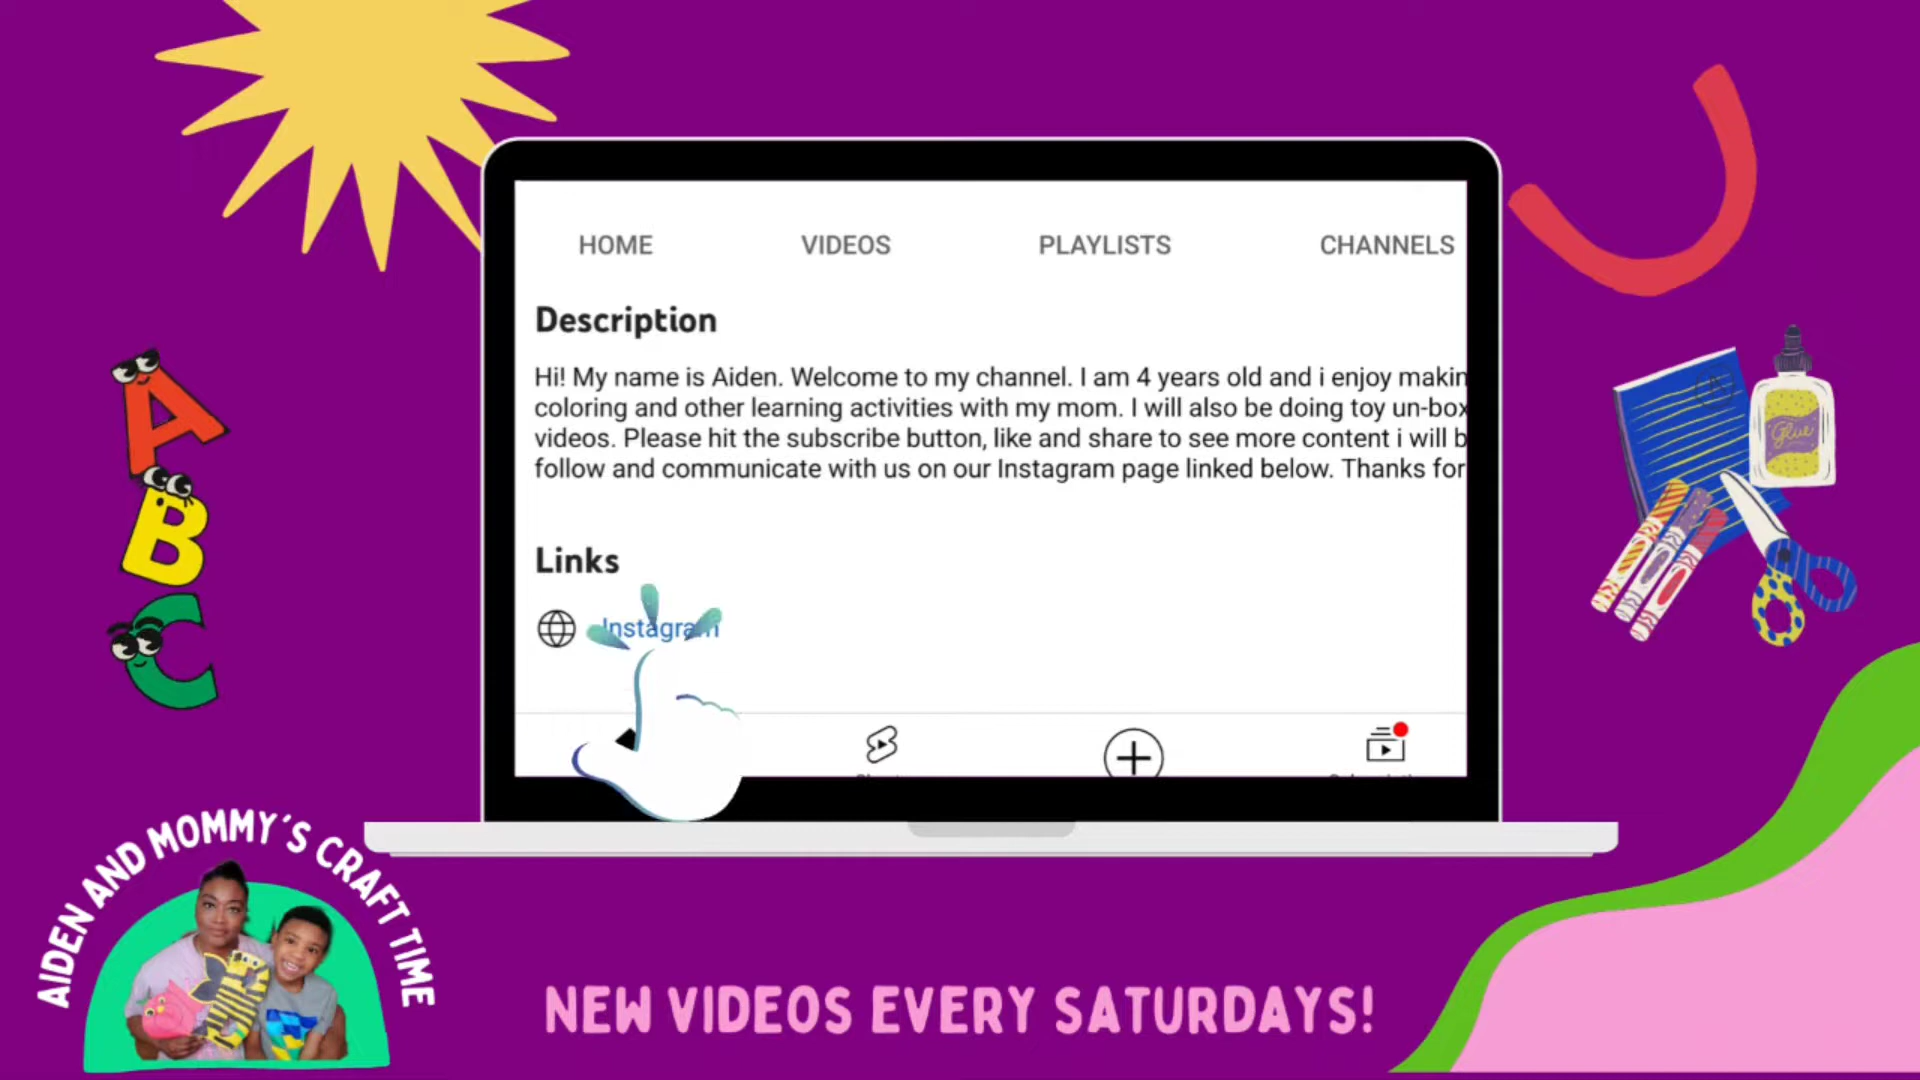 HOME VIDEOS PLAYLISTS CHANNELS
Description
Hi! My name is Aiden. Welcome to my channel. I am 4 years old and i enjoy makin
coloring and other learning activities with my mom. I will also be doing toy un-box
videos. Please hit the subscribe button, like and share to see more content i will b
follow and communicate with us on our Instagram page linked below. Thanks for
Links
Instagram
A
B
C
Glue
AIDEN AND MOMMY'S CRAFT TIME
NEW VIDEOS EVERY SATURDAYS!